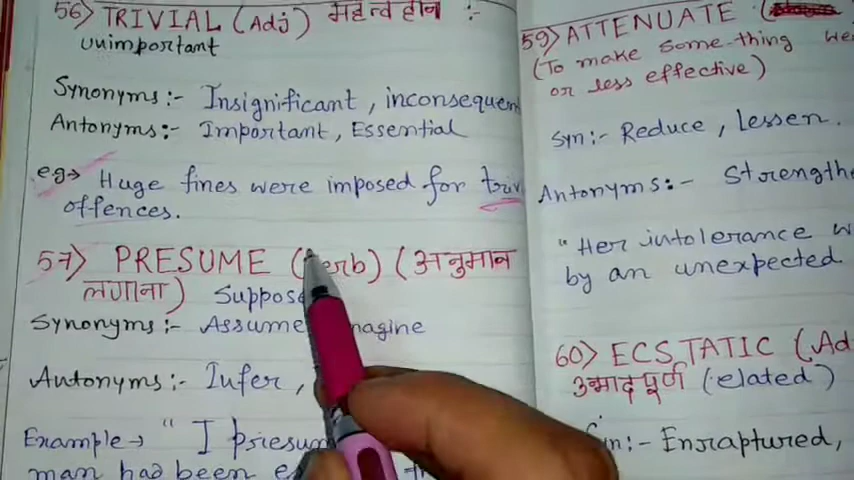 56) TRIVIAL (Adj) महत्वहीन :-
unimportant
Synonyms:- Insignificant, inconsequen
Antonyms:- Important, Essential
eg→ Huge fines were imposed for triv
offences.
57) PRESUME (Verb) (अनुमान
लगाना) Suppose
Synonyms:- Assume, Imagine
Antonyms:- Infer,
Example→ "I presum
man had been
59) ATTENUATE (
(To make some-thing
or less effective)
Syn:- Reduce, Lessen.
Antonyms:- Strength
"Her intolerance w
by an unexpected
60) ECSTATIC (Ad
उन्मादपूर्ण (elated)
Syn:- Enraptured,